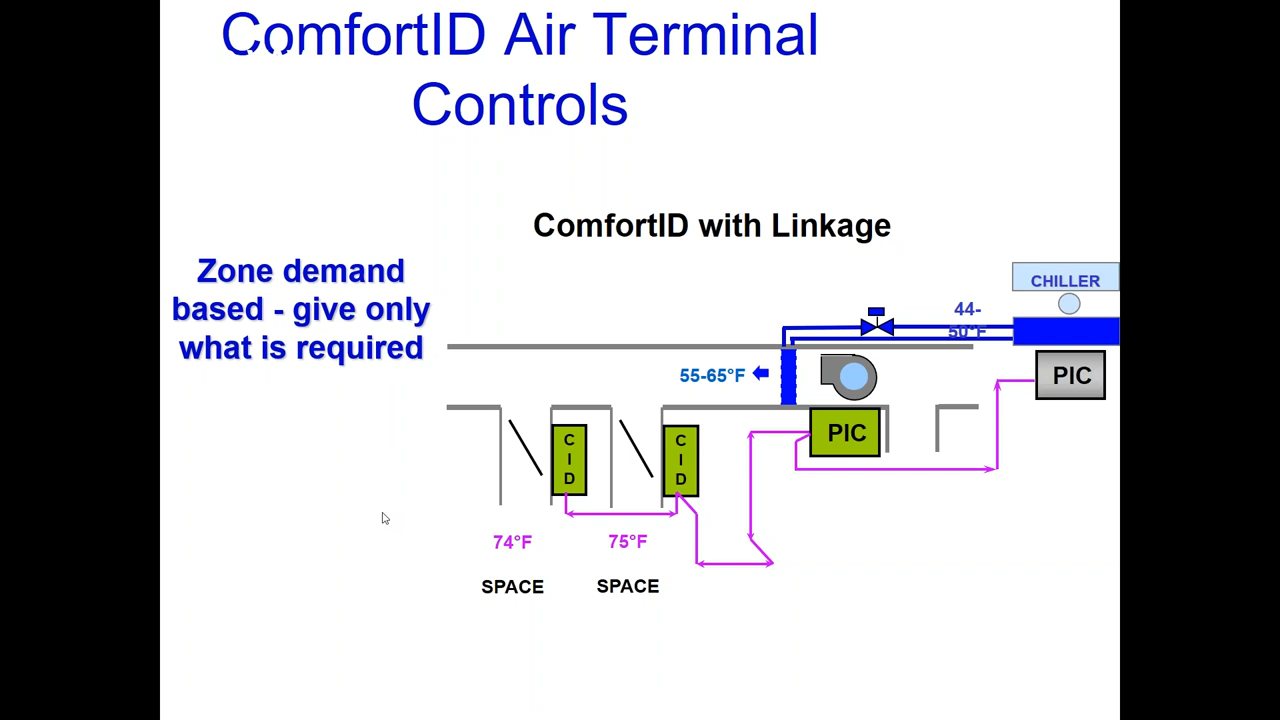 ComfortID Air Terminal
Controls
ComfortID with Linkage
Zone demand
based - give only
what is required
CHILLER
44-
50°F
55-65°F
PIC
PIC
C
I
D
C
I
D
74°F
75°F
SPACE
SPACE